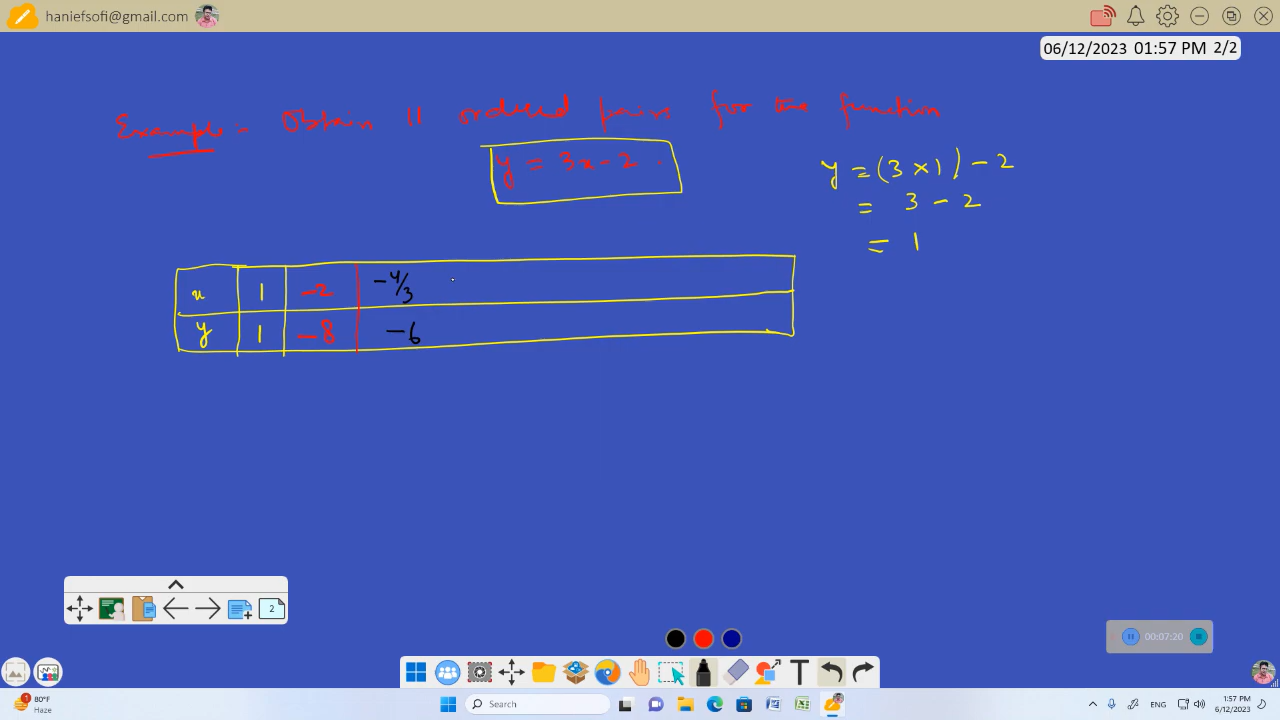 haniefsofi@gmail.com
06/12/2023 01:57 PM 2/2
Example:- Obtain 11 ordered pairs for the function
y = 3x - 2
y = (3 × 1) - 2
= 3 - 2
= 1
x 1 -2 -4/3
y 1 -8 -6
2
00:07:20
T
1
80°F
Haze
Search
ENG
1:57 PM
6/12/2023